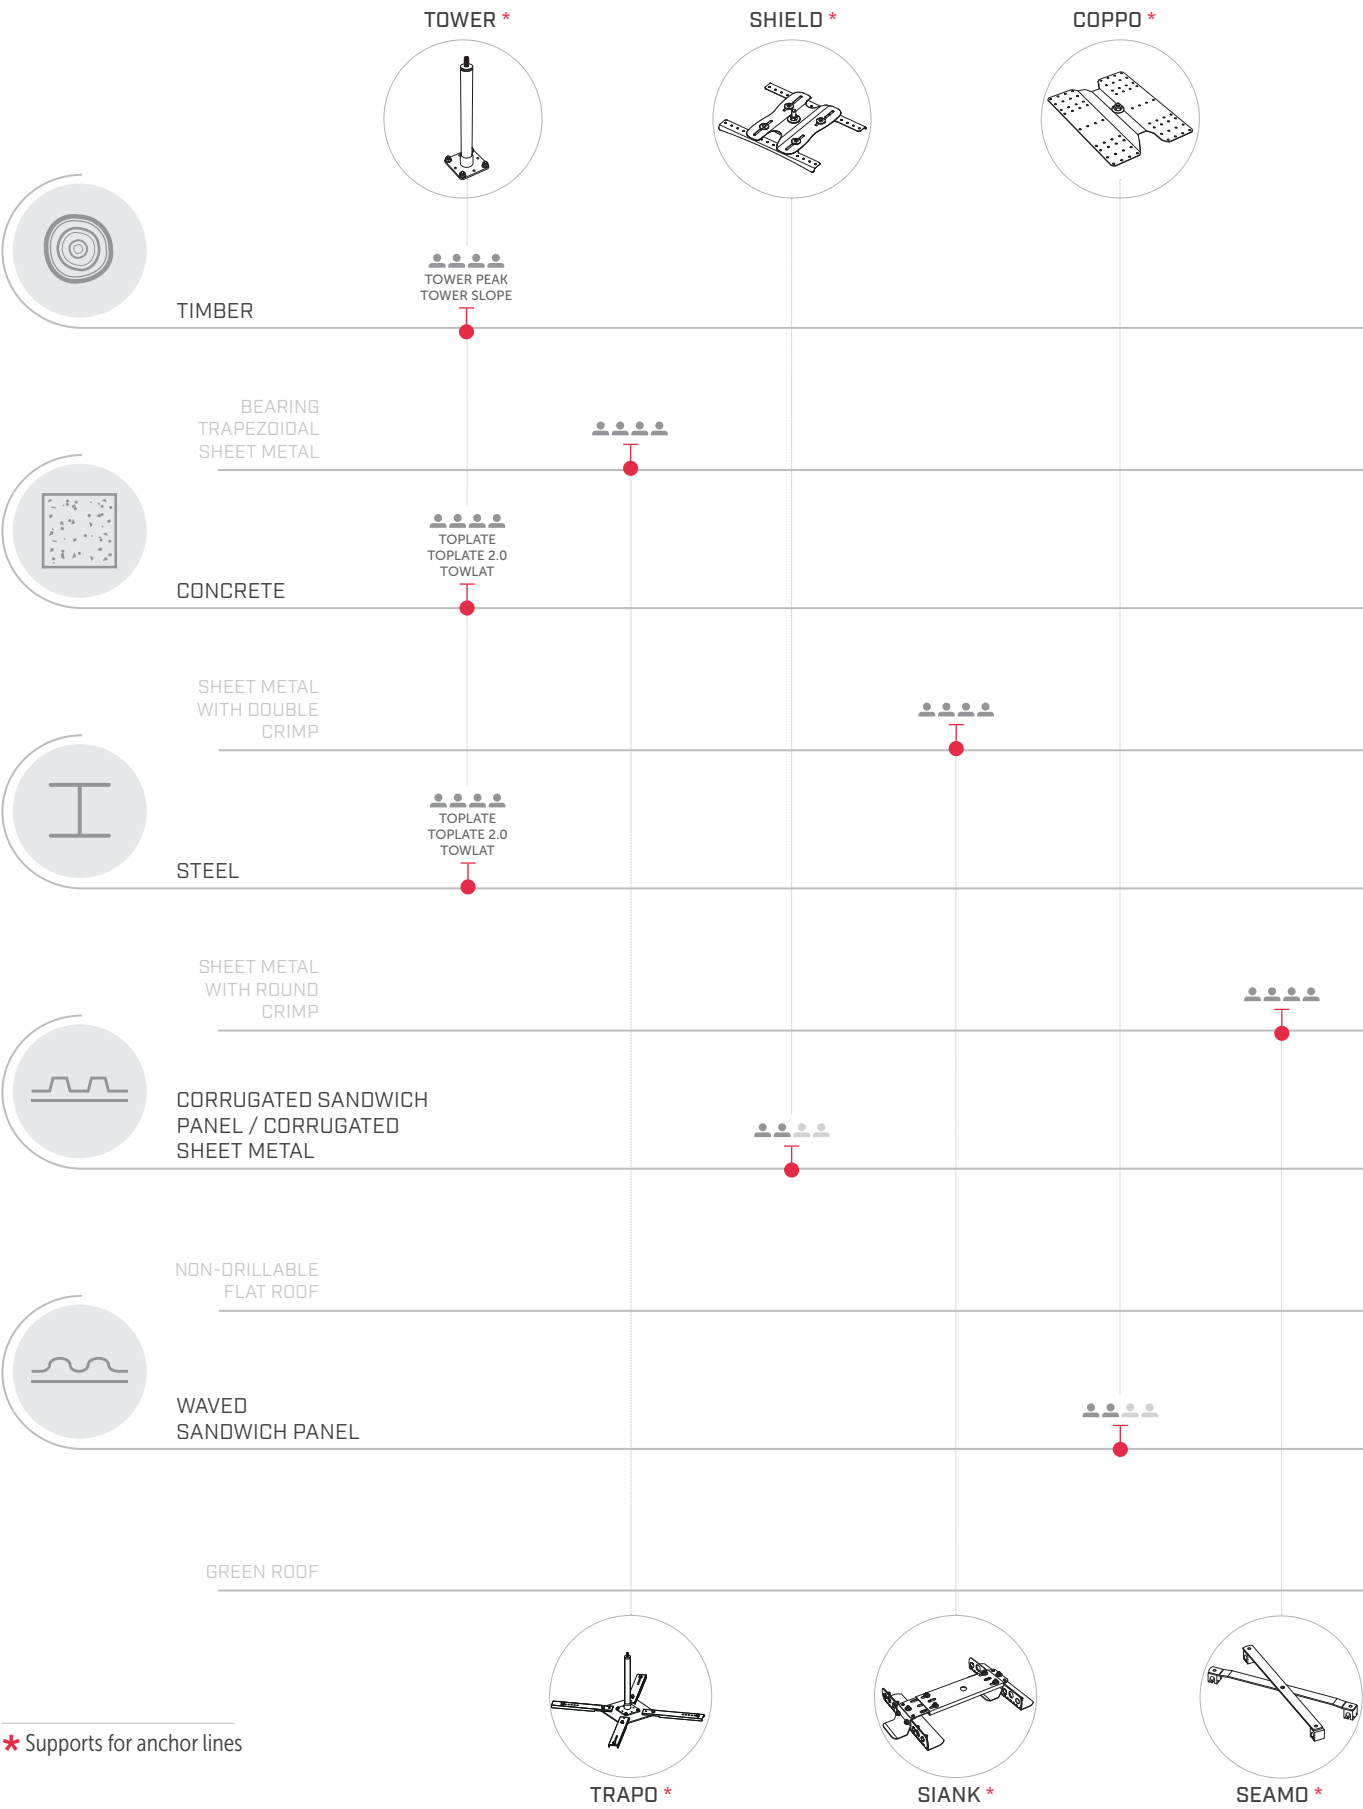 TOWER *
SHIELD *
COPPO *
TOWER PEAK
TOWER SLOPE
TIMBER
BEARING
TRAPEZOIDAL
SHEET METAL
TOPLATE
TOPLATE 2.0
TOWLAT
CONCRETE
SHEET METAL
WITH DOUBLE
CRIMP
TOPLATE
TOPLATE 2.0
TOWLAT
STEEL
SHEET METAL
WITH ROUND
CRIMP
CORRUGATED SANDWICH
PANEL / CORRUGATED
SHEET METAL
NON-DRILLABLE
FLAT ROOF
WAVED
SANDWICH PANEL
GREEN ROOF
* Supports for anchor lines
TRAPO *
SIANK *
SEAMO *